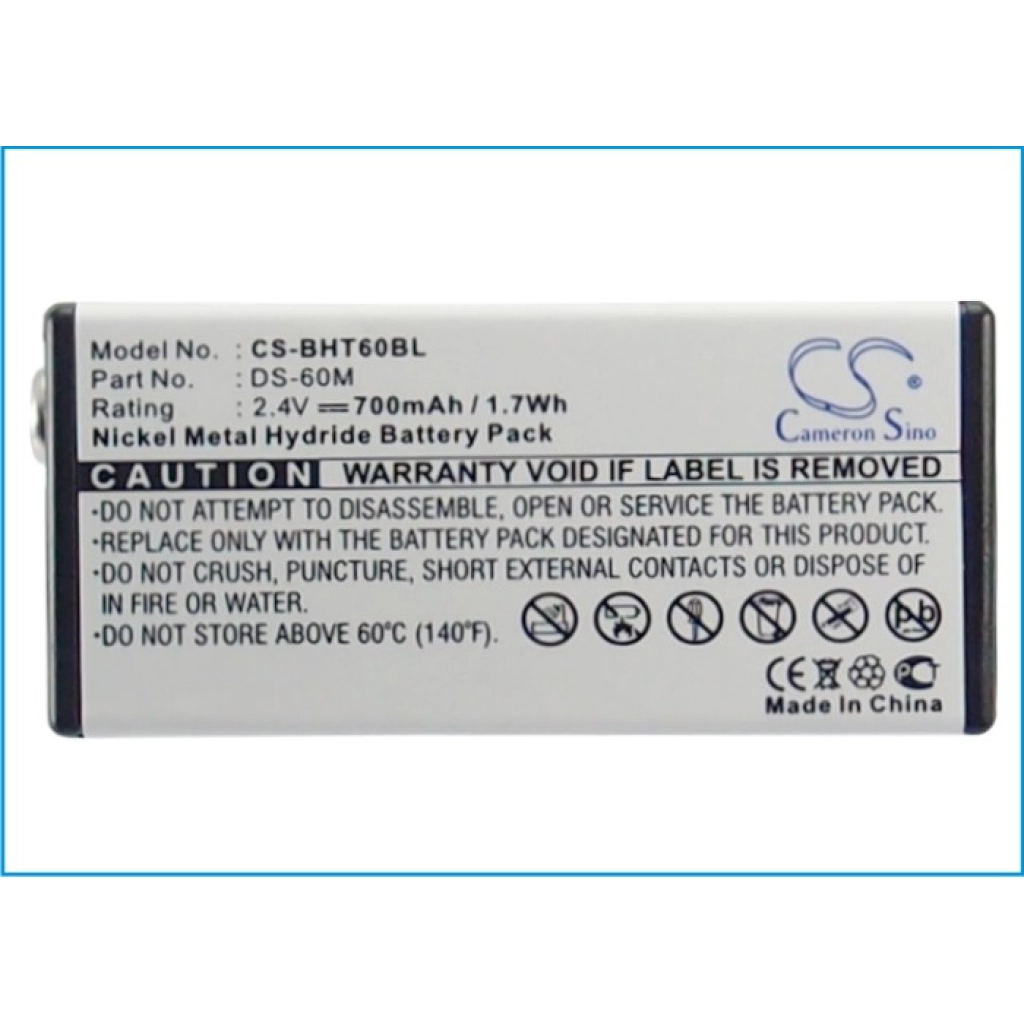 Model No. : CS-BHT60BL
Part No. : DS-60M
Rating : 2.4V ⎓700mAh / 1.7Wh
Nickel Metal Hydride Battery Pack
CS®
Cameron Sino
CAUTION WARRANTY VOID IF LABEL IS REMOVED
·DO NOT ATTEMPT TO DISASSEMBLE, OPEN OR SERVICE THE BATTERY PACK.
·REPLACE ONLY WITH THE BATTERY PACK DESIGNATED FOR THIS PRODUCT.
·DO NOT CRUSH, PUNCTURE, SHORT EXTERNAL CONTACTS OR DISPOSE OF
IN FIRE OR WATER.
·DO NOT STORE ABOVE 60°C (140°F).
Pb
CE
Made In China